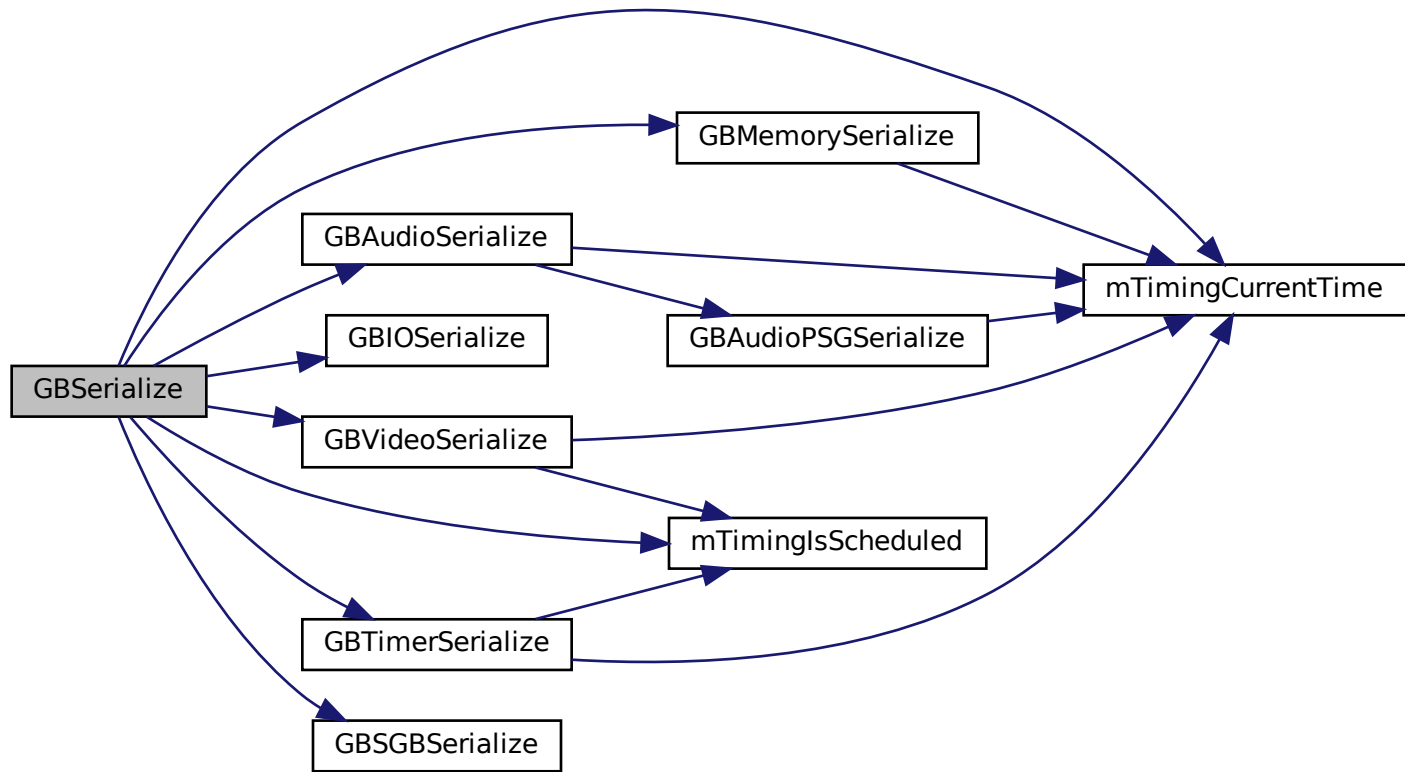 GBMemorySerialize
GBAudioSerialize
mTimingCurrentTime
GBIOSerialize
GBAudioPSGSerialize
GBSerialize
GBVideoSerialize
mTimingIsScheduled
GBTimerSerialize
GBSGBSerialize